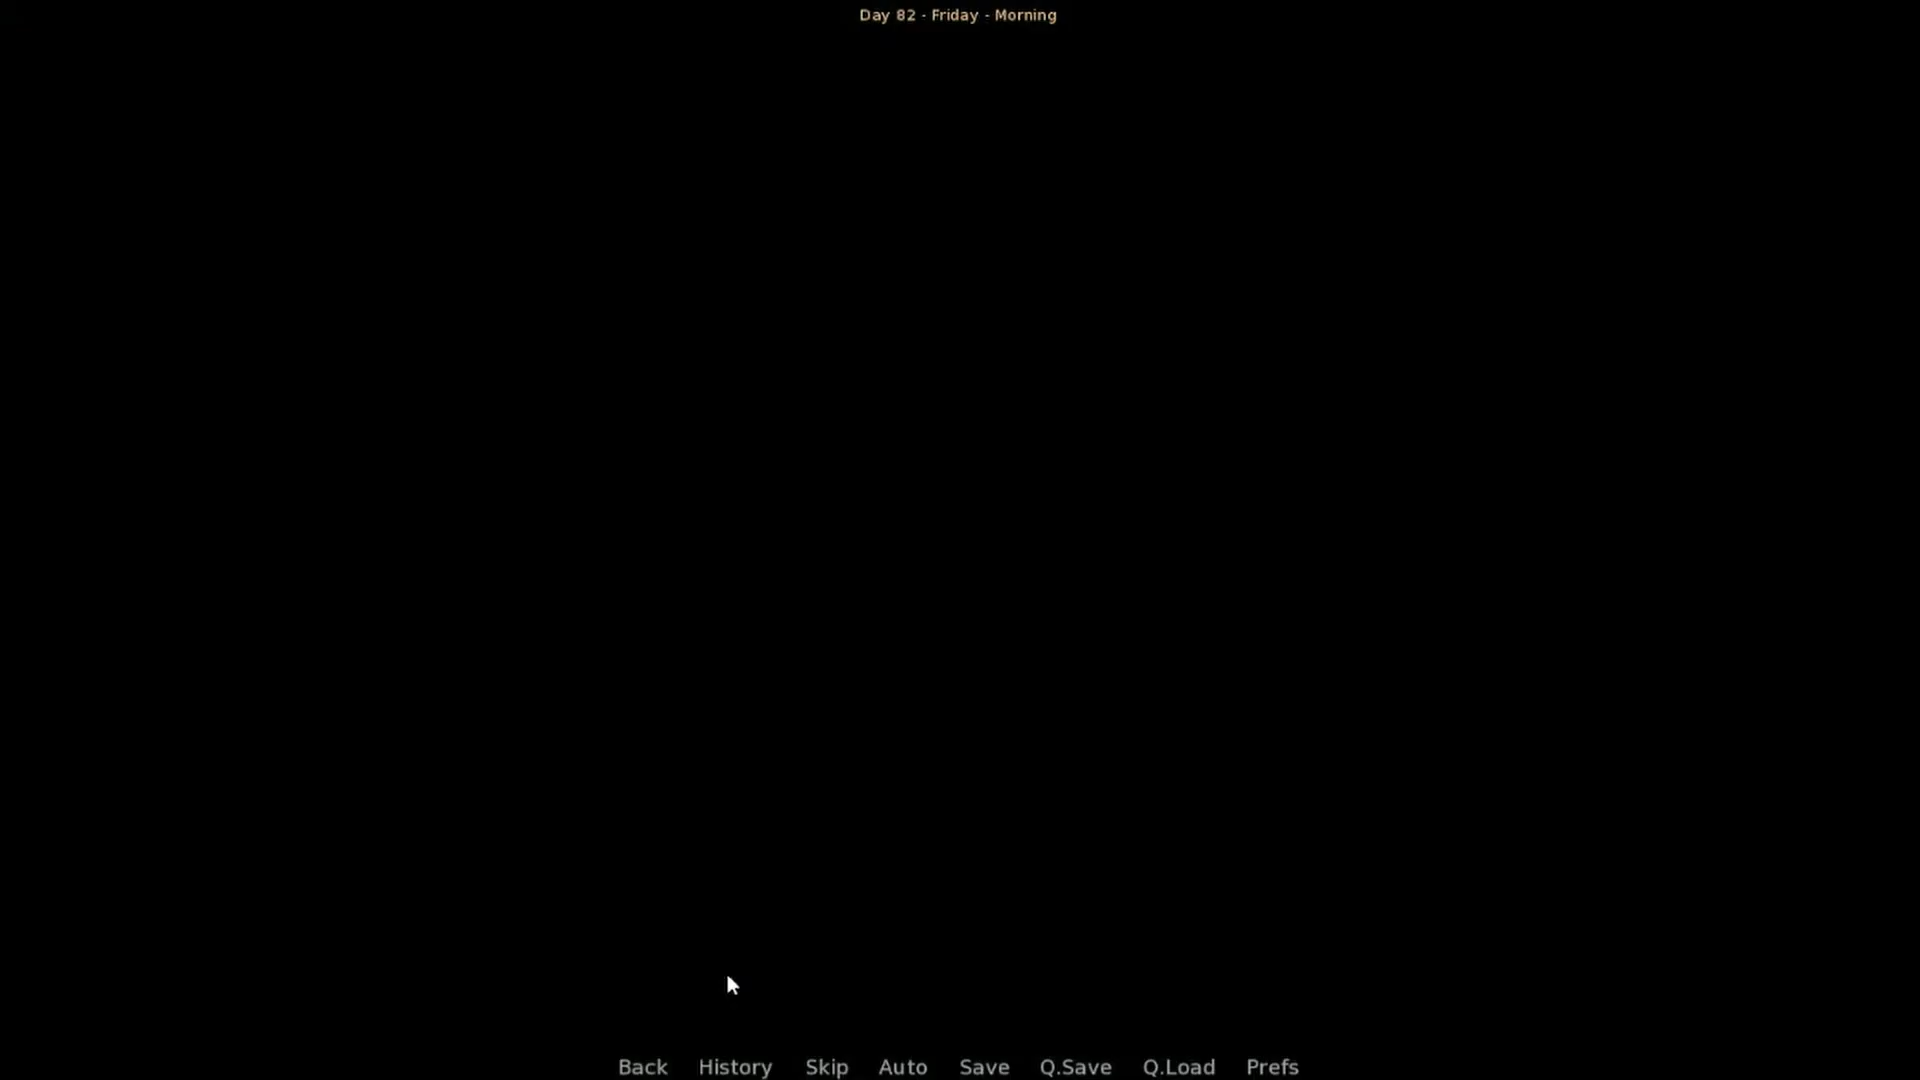 Day 82 - Friday - Morning
Back History Skip Auto Save Q.Save Q.Load Prefs